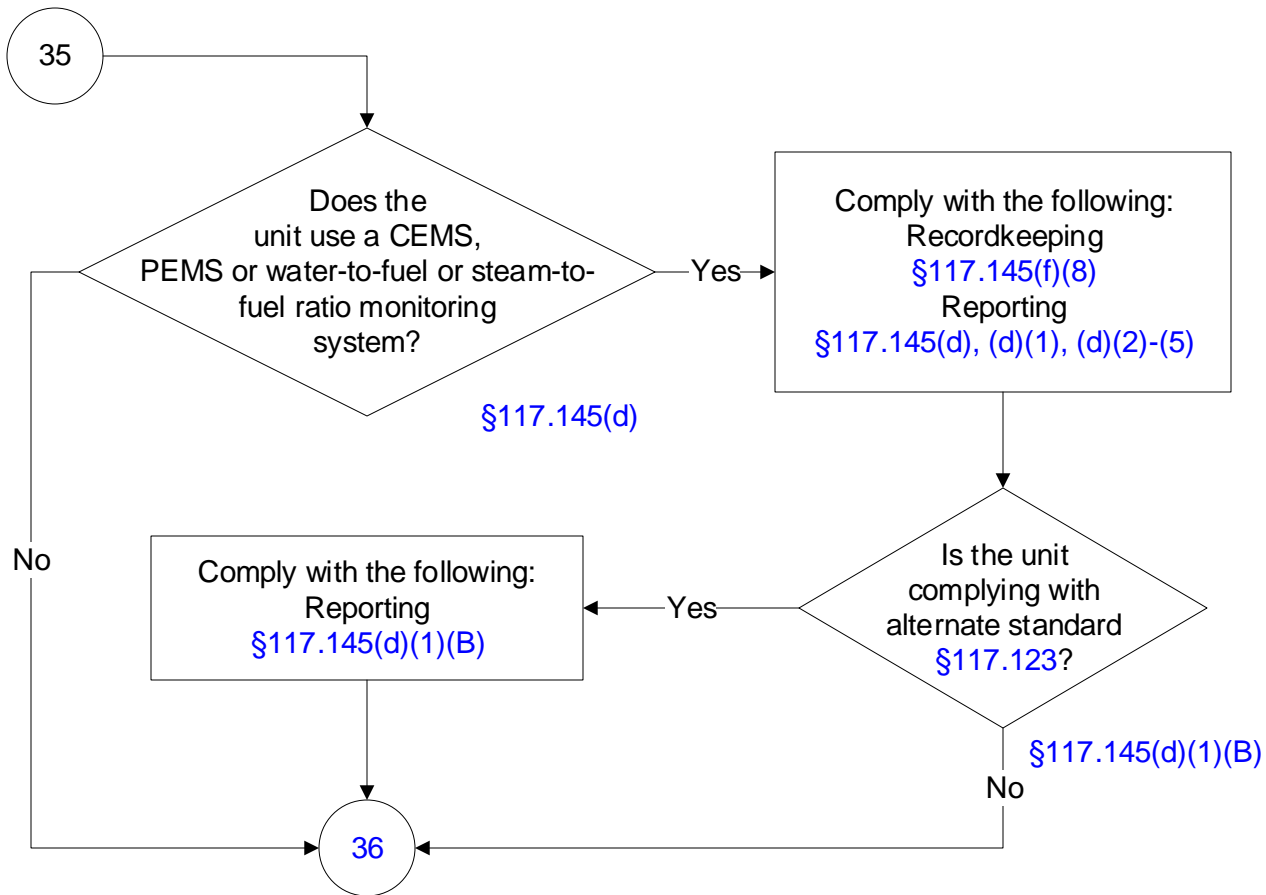 35
Does the
unit use a CEMS,
PEMS or water-to-fuel or steam-to-
fuel ratio monitoring
system?
§117.145(d)
Yes
Comply with the following:
Recordkeeping
§117.145(f)(8)
Reporting
§117.145(d), (d)(1), (d)(2)-(5)
Is the unit
complying with
alternate standard
§117.123?
§117.145(d)(1)(B)
Yes
Comply with the following:
Reporting
§117.145(d)(1)(B)
No
No
36